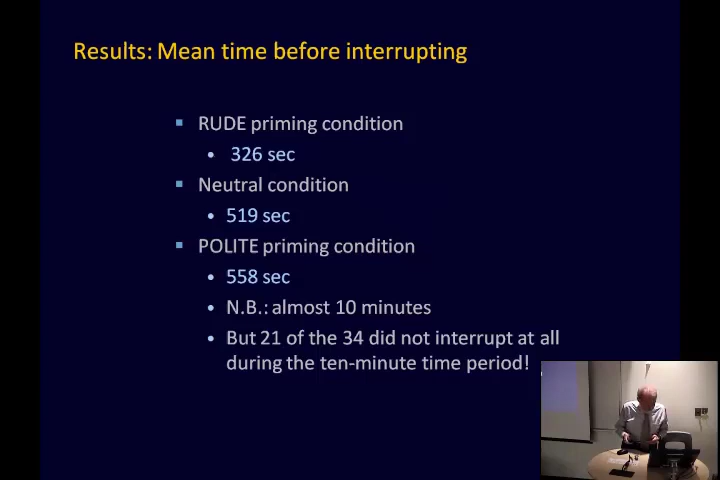 Results: Mean time before interrupting
RUDE priming condition
326 sec
Neutral condition
519 sec
POLITE priming condition
558 sec
N.B.: almost 10 minutes
But 21 of the 34 did not interrupt at all
during the ten-minute time period!